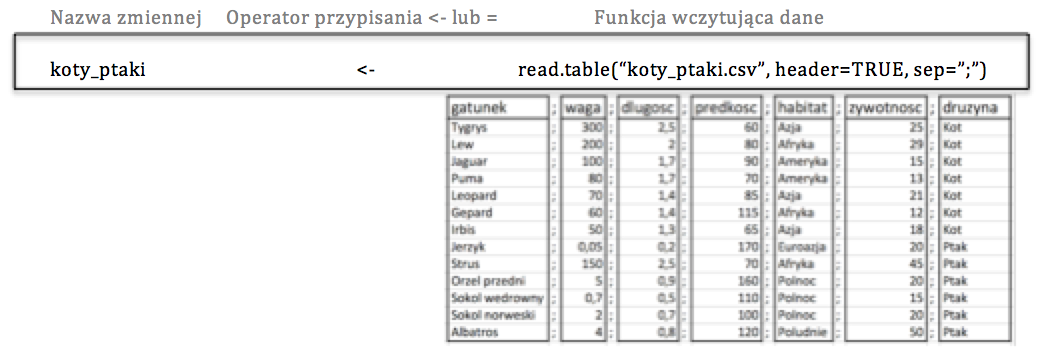 Nazwa zmiennej Operator przypisania <- lub = Funkcja wczytująca dane
koty_ptaki <- read.table(“koty_ptaki.csv”, header=TRUE, sep=”;”)
gatunek ; waga ; dlugosc ; predkosc ; habitat ; zywotnosc ; druzyna
Tygrys ; 300 ; 2,5 ; 60 ; Azja ; 25 ; Kot
Lew ; 200 ; 2 ; 80 ; Afryka ; 29 ; Kot
Jaguar ; 100 ; 1,7 ; 90 ; Ameryka ; 15 ; Kot
Puma ; 80 ; 1,7 ; 70 ; Ameryka ; 13 ; Kot
Leopard ; 70 ; 1,4 ; 85 ; Azja ; 21 ; Kot
Gepard ; 60 ; 1,4 ; 115 ; Afryka ; 12 ; Kot
Irbis ; 50 ; 1,3 ; 65 ; Azja ; 18 ; Kot
Jerzyk ; 0,05 ; 0,2 ; 170 ; Euroazja ; 20 ; Ptak
Strus ; 150 ; 2,5 ; 70 ; Afryka ; 45 ; Ptak
Orzel przedni ; 5 ; 0,9 ; 160 ; Polnoc ; 20 ; Ptak
Sokol wedrowny ; 0,7 ; 0,5 ; 110 ; Polnoc ; 15 ; Ptak
Sokol norweski ; 2 ; 0,7 ; 100 ; Polnoc ; 20 ; Ptak
Albatros ; 4 ; 0,8 ; 120 ; Poludnie ; 50 ; Ptak